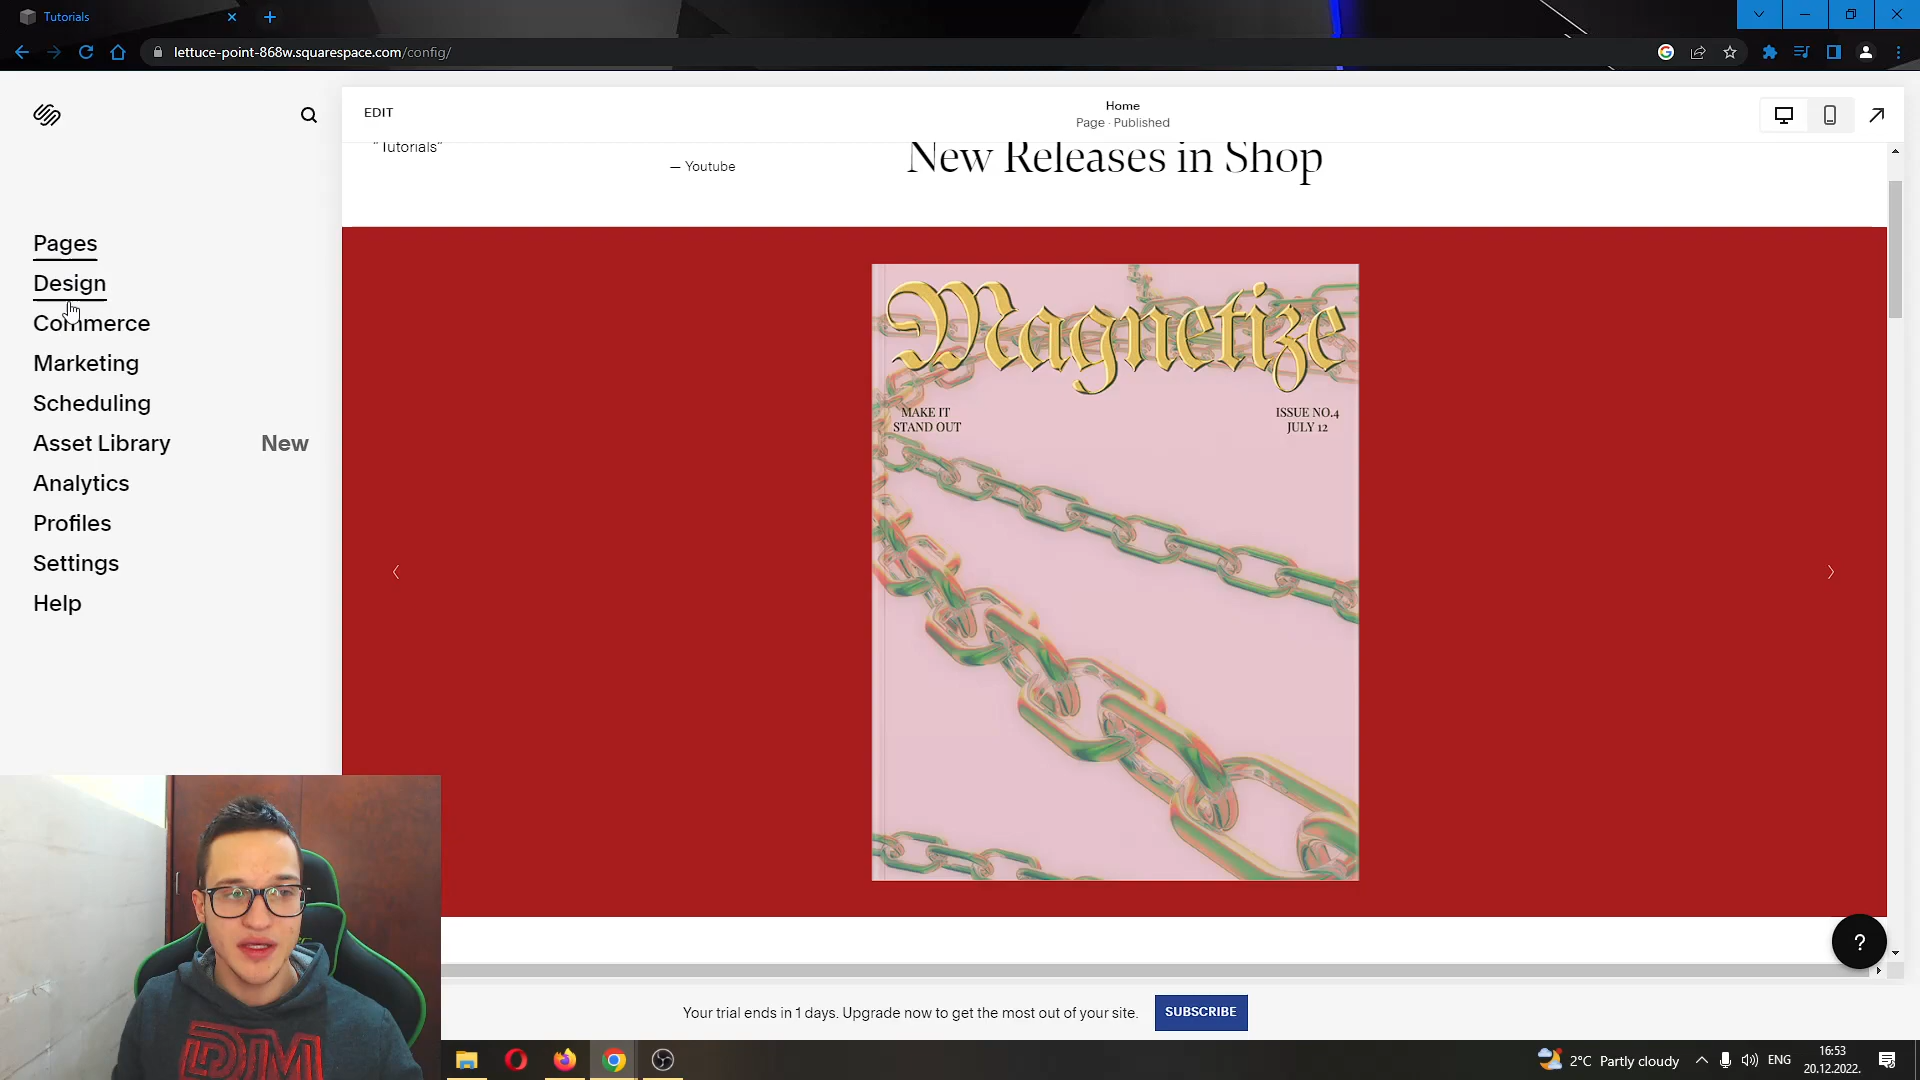 Tutorials
lettuce-point-868w.squarespace.com/config/
EDIT
Home
Page · Published
"Tutorials"
— Youtube
New Releases in Shop
Pages
Design
Commerce
Marketing
Scheduling
Asset Library New
Analytics
Profiles
Settings
Help
Magnetize
MAKE IT
STAND OUT
ISSUE NO.4
JULY 12
?
DM
Your trial ends in 1 days. Upgrade now to get the most out of your site.
SUBSCRIBE
2°C Partly cloudy
ENG
16:53
20.12.2022.